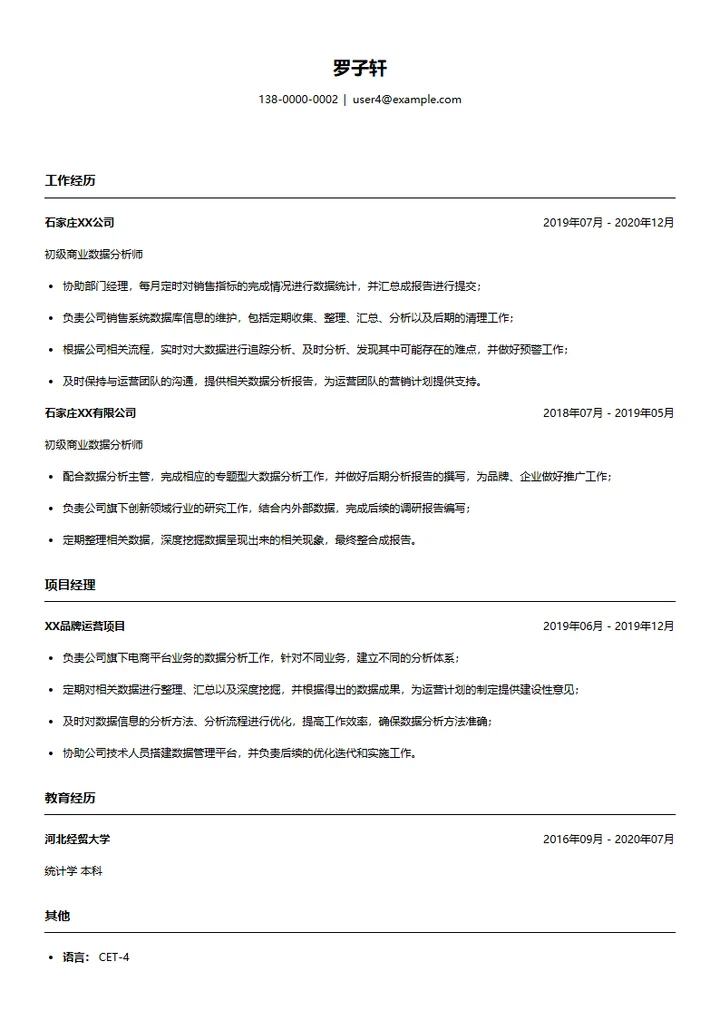 罗子轩
138-0000-0002 | user4@example.com
工作经历
石家庄XX公司 2019年07月 - 2020年12月
初级商业数据分析师
• 协助部门经理，每月定时对销售指标的完成情况进行数据统计，并汇总成报告进行提交；
• 负责公司销售系统数据库信息的维护，包括定期收集、整理、汇总、分析以及后期的清理工作；
• 根据公司相关流程，实时对大数据进行追踪分析、及时分析、发现其中可能存在的难点，并做好预警工作；
• 及时保持与运营团队的沟通，提供相关数据分析报告，为运营团队的营销计划提供支持。
石家庄XX有限公司 2018年07月 - 2019年05月
初级商业数据分析师
• 配合数据分析主管，完成相应的专题型大数据分析工作，并做好后期分析报告的撰写，为品牌、企业做好推广工作；
• 负责公司旗下创新领域行业的研究工作，结合内外部数据，完成后续的调研报告编写；
• 定期整理相关数据，深度挖掘数据呈现出来的相关现象，最终整合成报告。
项目经理
XX品牌运营项目 2019年06月 - 2019年12月
• 负责公司旗下电商平台业务的数据分析工作，针对不同业务，建立不同的分析体系；
• 定期对相关数据进行整理、汇总以及深度挖掘，并根据得出的数据成果，为运营计划的制定提供建设性意见；
• 及时对数据信息的分析方法、分析流程进行优化，提高工作效率，确保数据分析方法准确；
• 协助公司技术人员搭建数据管理平台，并负责后续的优化迭代和实施工作。
教育经历
河北经贸大学 2016年09月 - 2020年07月
统计学 本科
其他
• 语言： CET-4